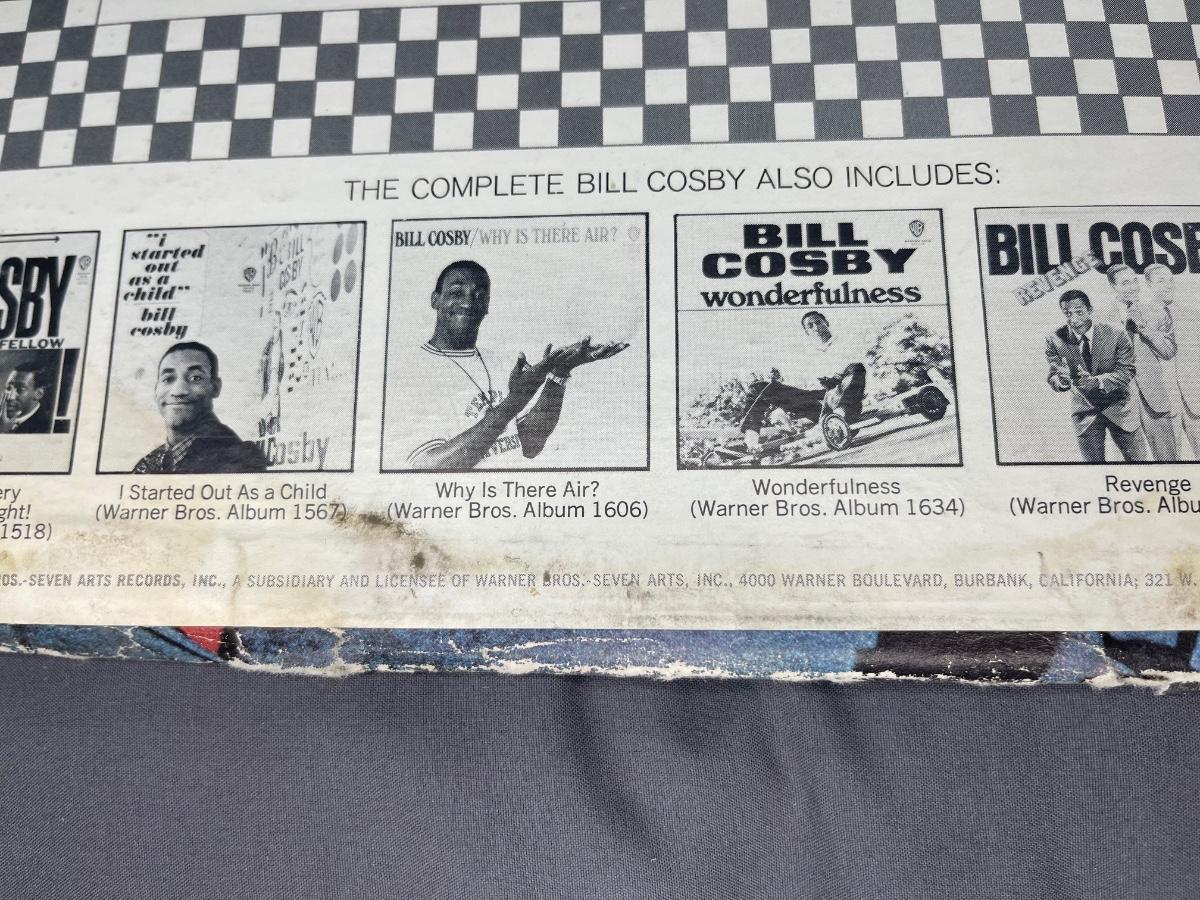 THE COMPLETE BILL COSBY ALSO INCLUDES:
SBY
FELLOW
!
ery
ght!
1518)
"i
started
out
as a
child"
bill
cosby
BILL
COSBY
Cosby
I Started Out As a Child
(Warner Bros. Album 1567)
BILL COSBY/WHY IS THERE AIR?
TEMPLE
Why Is There Air?
(Warner Bros. Album 1606)
BILL
COSBY
wonderfulness
Wonderfulness
(Warner Bros. Album 1634)
BILL COSB
REVENGE
Revenge
(Warner Bros. Albu
OS.-SEVEN ARTS RECORDS, INC., A SUBSIDIARY AND LICENSEE OF WARNER BROS.-SEVEN ARTS, INC., 4000 WARNER BOULEVARD, BURBANK, CALIFORNIA; 321 W.